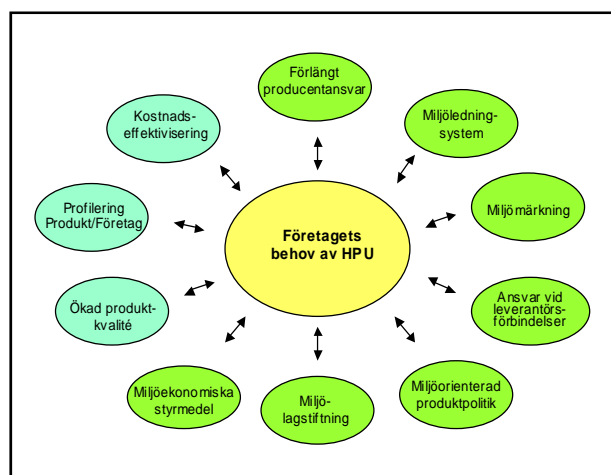 Förlängt
producentansvar
Miljöledning-
system
Miljömärkning
Ansvar vid
leverantörs-
förbindelser
Miljöorienterad
produktpolitik
Miljö-
lagstiftning
Miljöekonomiska
styrmedel
Ökad produkt-
kvalité
Profilering
Produkt/Företag
Kostnads-
effektivisering
Företagets
behov av HPU